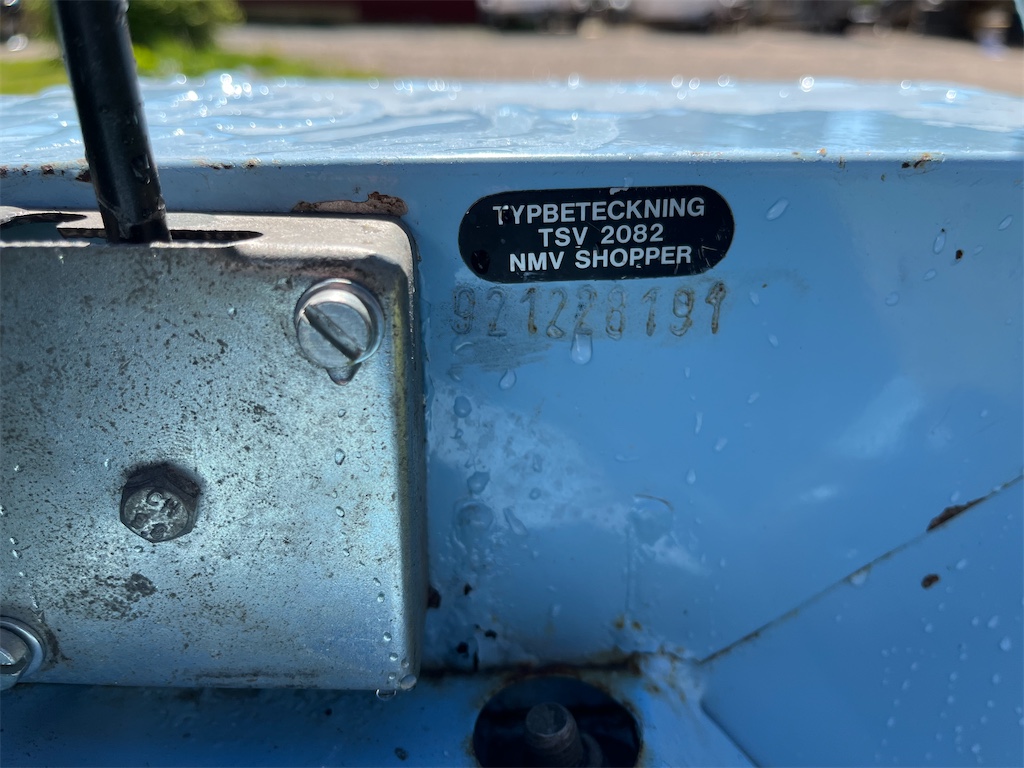 TYPBETECKNING
TSV 2082
NMV SHOPPER
921228191